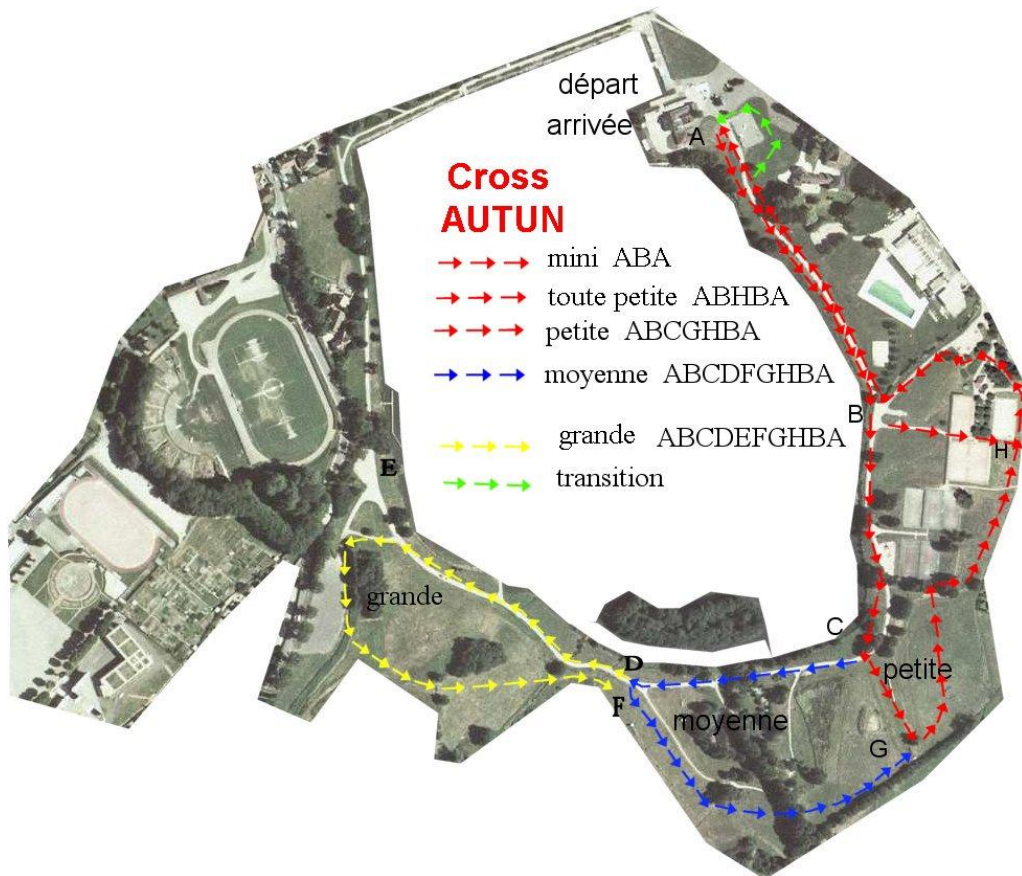 départ
arrivée
A
Cross
AUTUN
mini ABA
toute petite ABHBA
petite ABCGHBA
moyenne ABCDFGHBA
grande ABCDEFGHBA
transition
B
H
E
grande
C
D
petite
F
moyenne
G